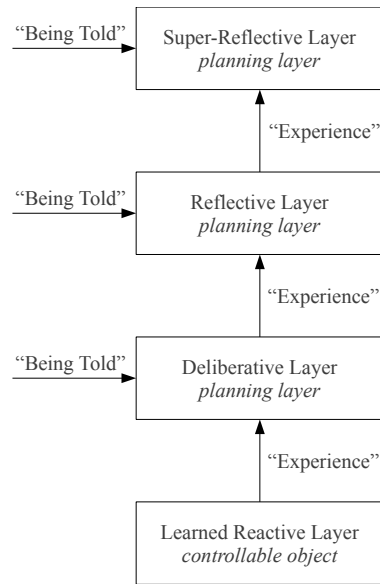 “Being Told”
Super-Reflective Layer
planning layer
“Experience”
“Being Told”
Reflective Layer
planning layer
“Experience”
“Being Told”
Deliberative Layer
planning layer
“Experience”
Learned Reactive Layer
controllable object